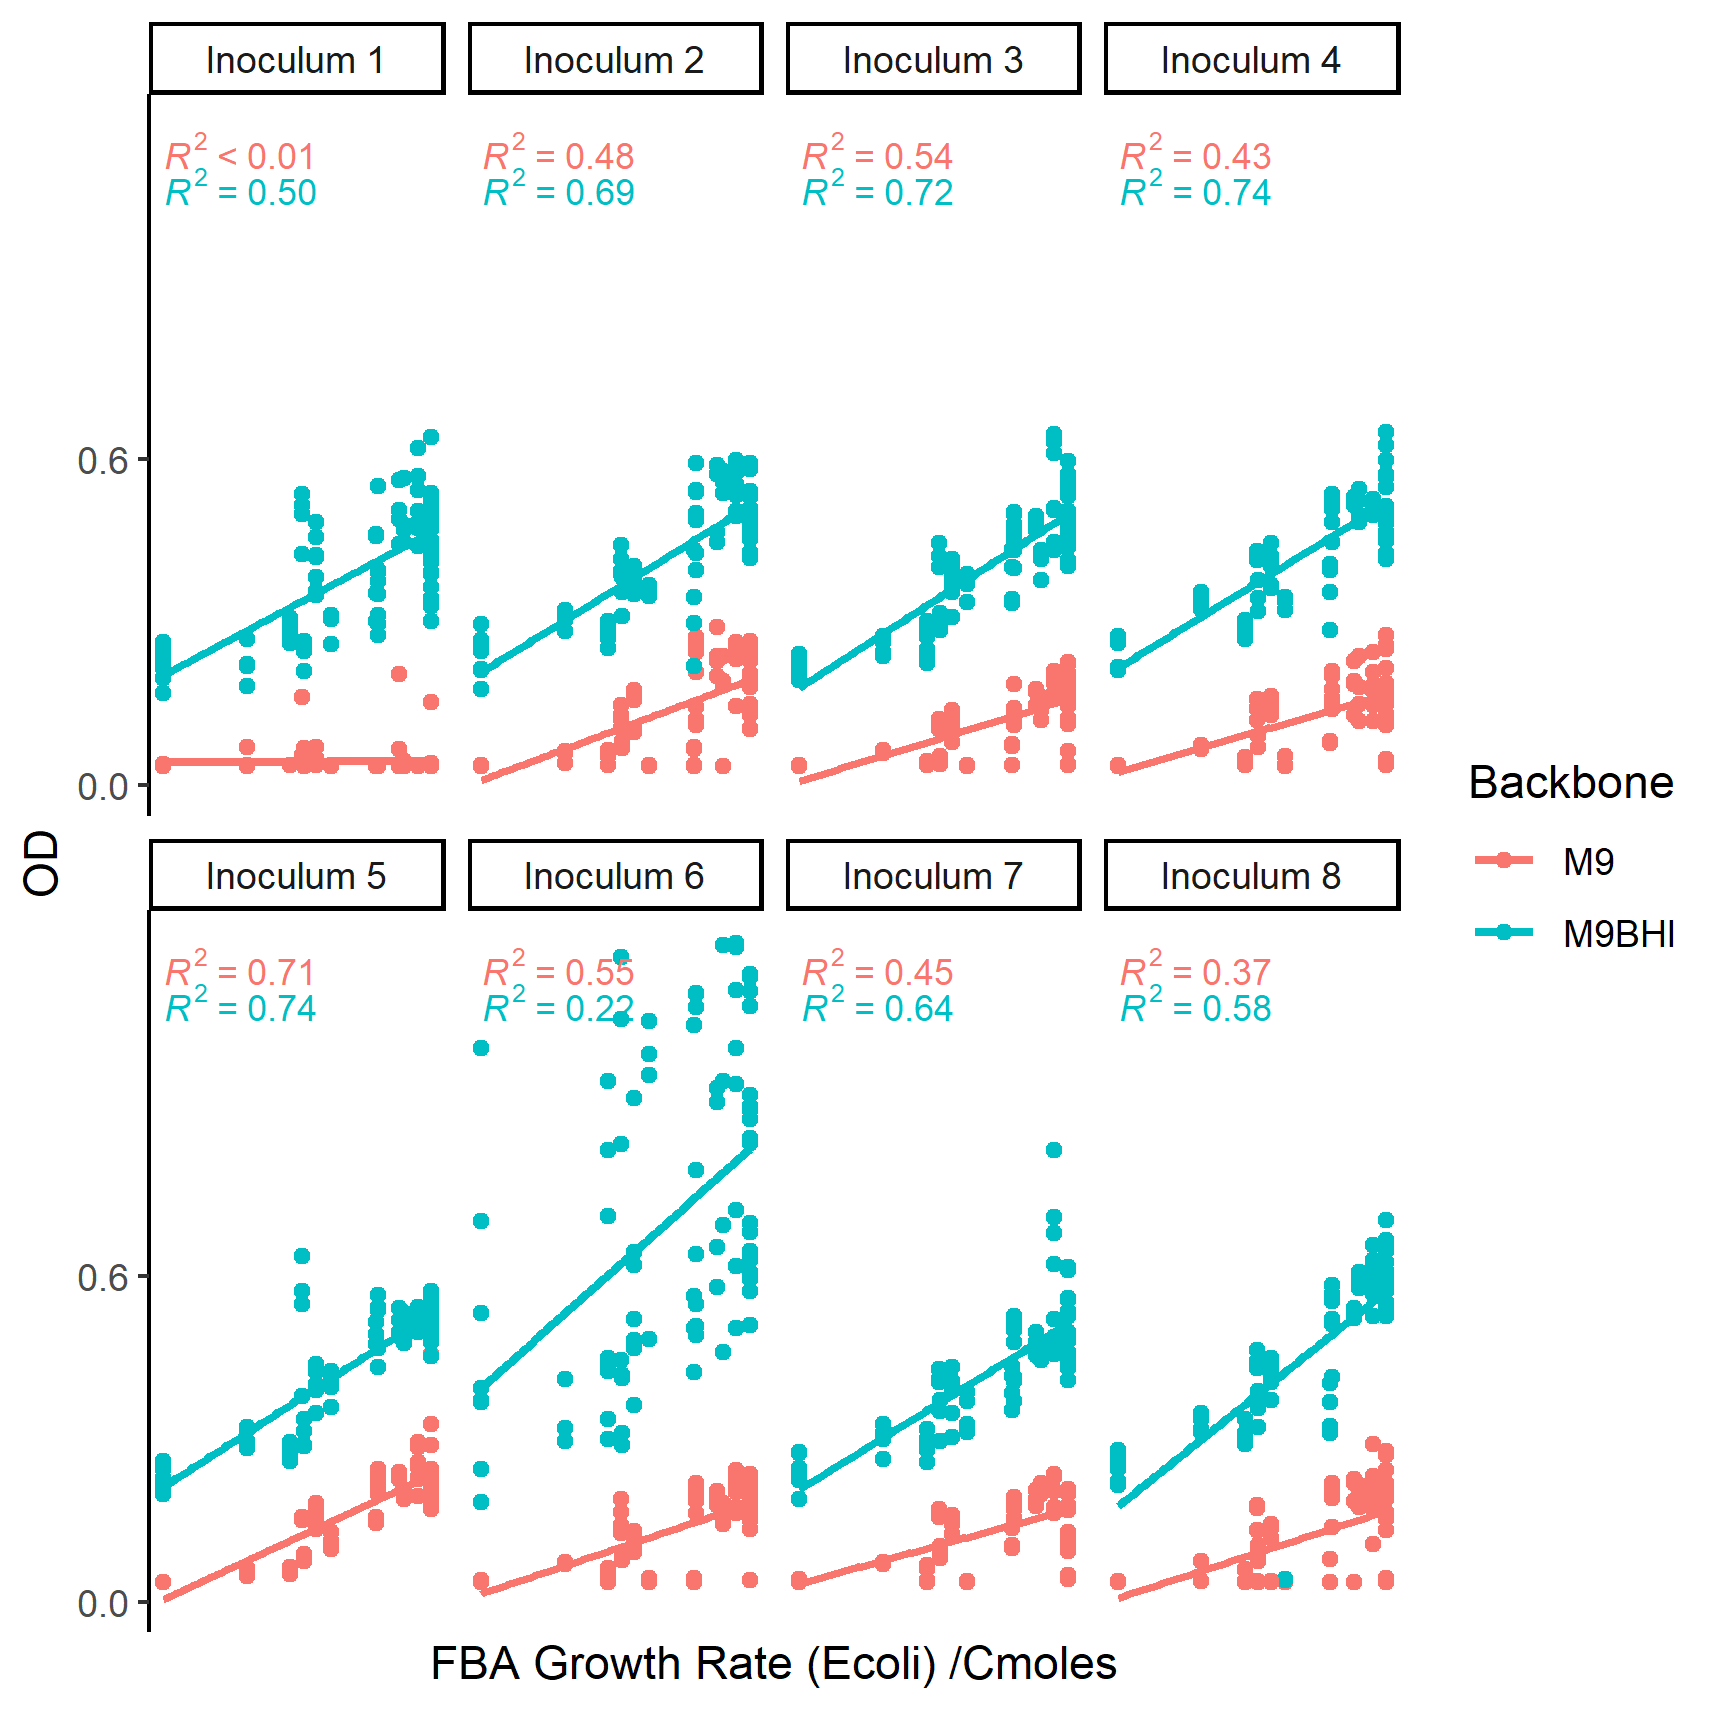 Inoculum 1
Inoculum 2
Inoculum 3
Inoculum 4
R² < 0.01
R² = 0.50
R² = 0.48
R² = 0.69
R² = 0.54
R² = 0.72
R² = 0.43
R² = 0.74
0.6
0.0
OD
Inoculum 5
Inoculum 6
Inoculum 7
Inoculum 8
R² = 0.71
R² = 0.74
R² = 0.55
R² = 0.22
R² = 0.45
R² = 0.64
R² = 0.37
R² = 0.58
0.6
0.0
FBA Growth Rate (Ecoli) /Cmoles
Backbone
M9
M9BHI